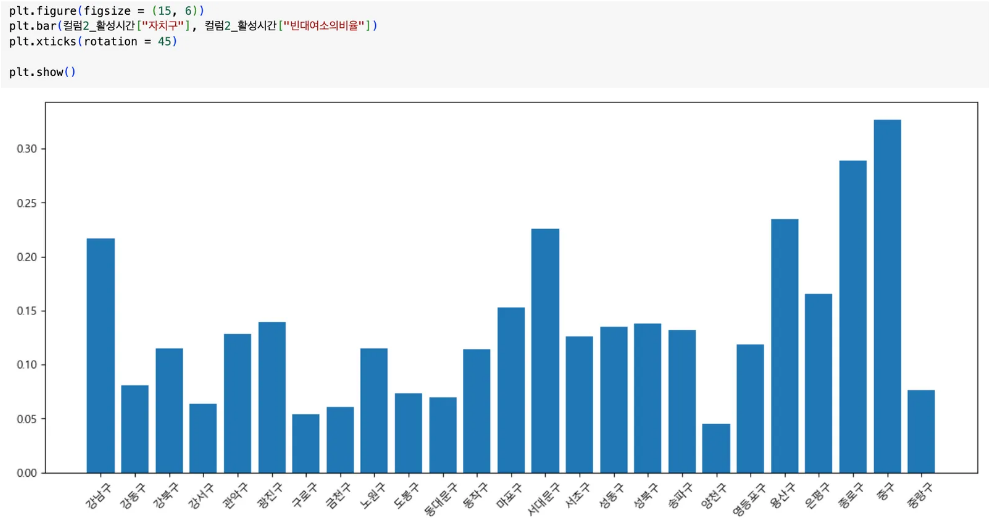 plt.figure(figsize = (15, 6))
plt.bar(컬럼2_활성시간["자치구"], 컬럼2_활성시간["빈대여소의비율"])
plt.xticks(rotation = 45)
plt.show()
0.30
0.25
0.20
0.15
0.10
0.05
0.00
강남구 강동구 강북구 강서구 관악구 광진구 구로구 금천구 노원구 도봉구 동대문구 동작구 마포구 서대문구 서초구 성동구 성북구 송파구 양천구 영등포구 용산구 은평구 종로구 중구 중랑구